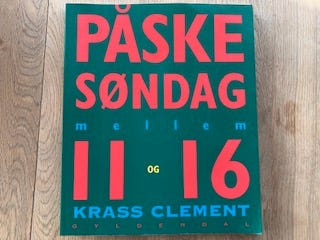 PÅSKE
SØNDAG
mellem
11 OG 16
KRASS CLEMENT
GYLDENDAL